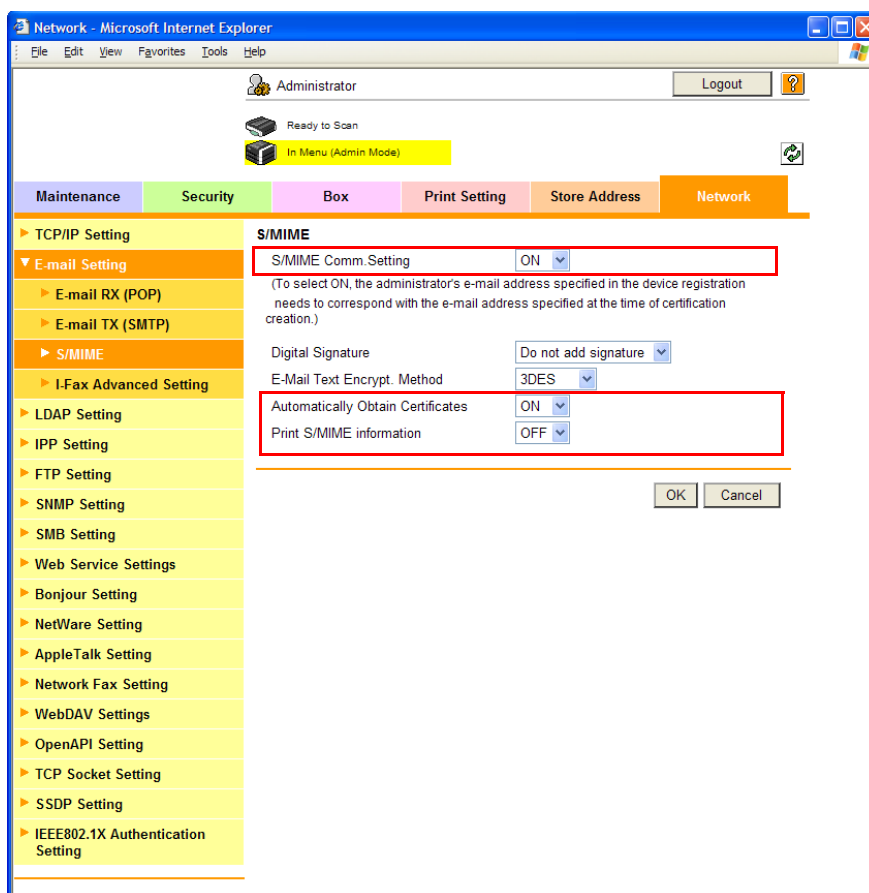 Network - Microsoft Internet Explorer
File Edit View Favorites Tools Help
Administrator
Logout
?
Ready to Scan
In Menu (Admin Mode)
Maintenance
Security
Box
Print Setting
Store Address
Network
TCP/IP Setting
E-mail Setting
E-mail RX (POP)
E-mail TX (SMTP)
S/MIME
I-Fax Advanced Setting
LDAP Setting
IPP Setting
FTP Setting
SNMP Setting
SMB Setting
Web Service Settings
Bonjour Setting
NetWare Setting
AppleTalk Setting
Network Fax Setting
WebDAV Settings
OpenAPI Setting
TCP Socket Setting
SSDP Setting
IEEE802.1X Authentication
Setting
S/MIME
S/MIME Comm.Setting ON
(To select ON, the administrator's e-mail address specified in the device registration
needs to correspond with the e-mail address specified at the time of certification
creation.)
Digital Signature Do not add signature
E-Mail Text Encrypt. Method 3DES
Automatically Obtain Certificates ON
Print S/MIME information OFF
OK Cancel